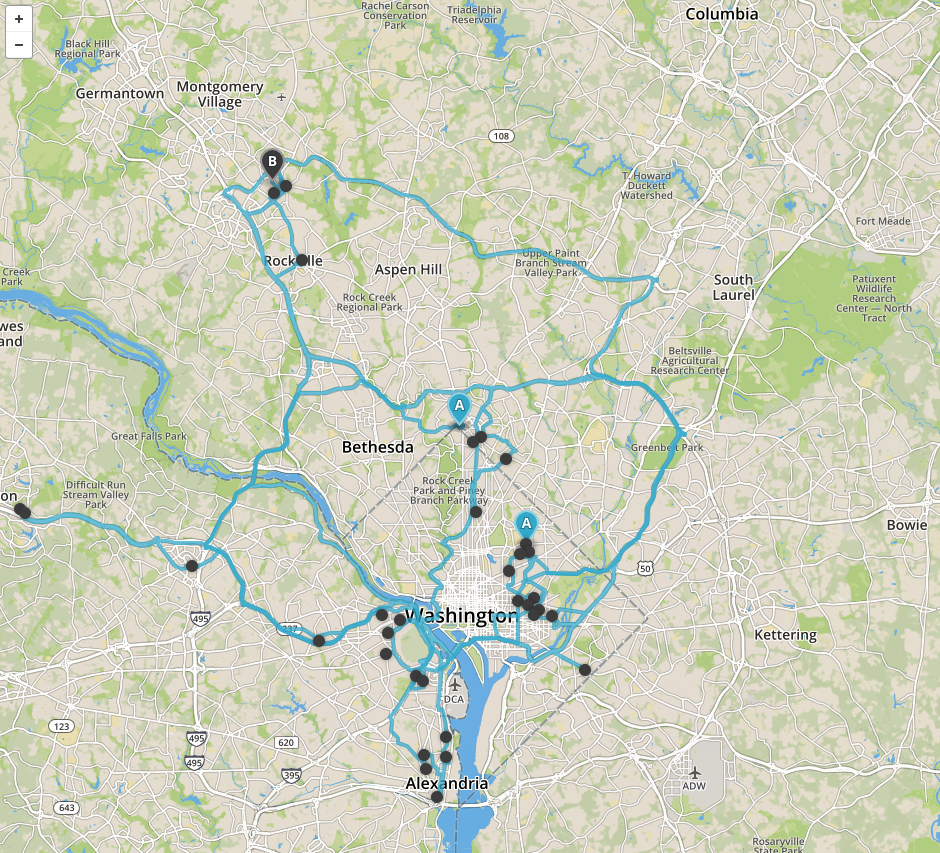 +
−
Rachel Carson
Conservation
Park
Triadelphia
Reservoir
Columbia
Black Hill
Regional Park
Germantown
Montgomery
Village
108
B
T. Howard
Duckett
Watershed
Fort Meade
Creek
Park
Rockville
Aspen Hill
Upper Paint
Branch Stream
Valley Park
South
Laurel
Patuxent
Wildlife
Research
Center — North
Tract
Rock Creek
Regional Park
wes
and
Beltsville
Agricultural
Research Center
A
Great Falls Park
Bethesda
Greenbelt Park
Difficult Run
Stream Valley
Park
on
Rock Creek
Park and Piney
Branch Parkway
A
Bowie
50
495
Washington
Kettering
DCA
123
495
620
495
395
Alexandria
ADW
643
Rosaryville
State Park